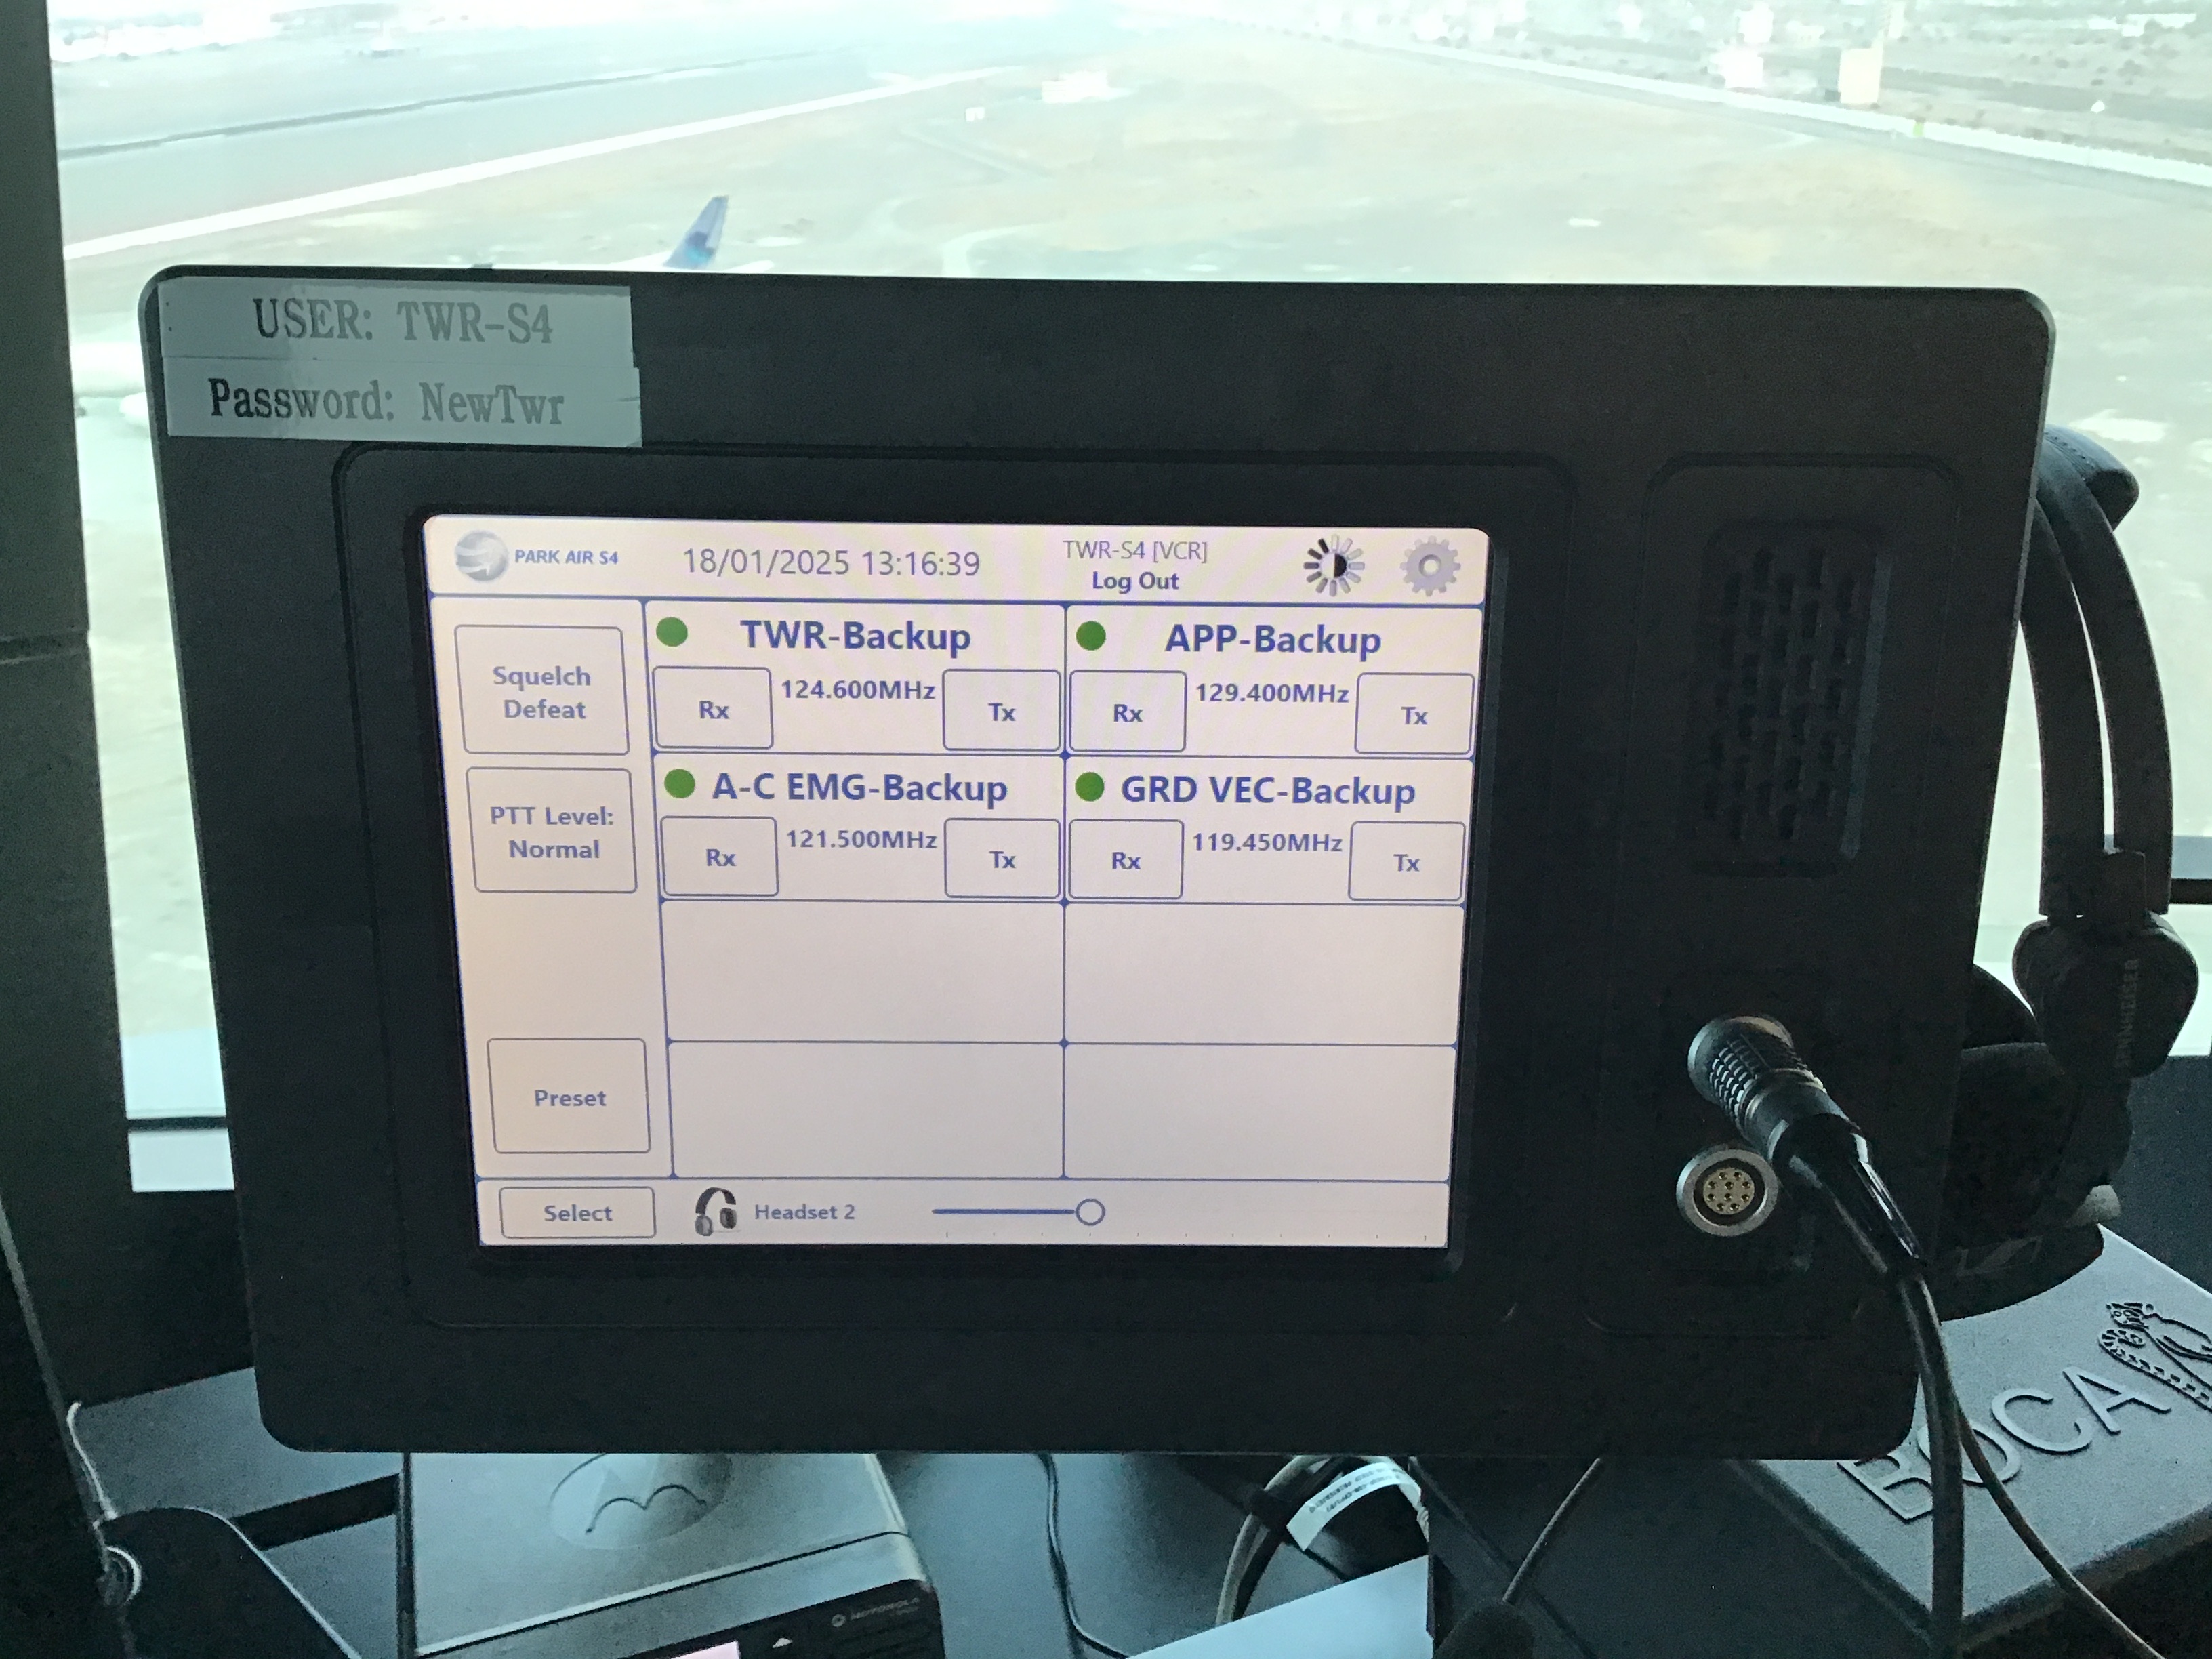 USER: TWR-S4
Password: NewTwr
PARK AIR S4
18/01/2025 13:16:39
TWR-S4 [VCR]
Log Out
Squelch
Defeat
PTT Level:
Normal
Preset
TWR-Backup
Rx
124.600MHz
Tx
APP-Backup
Rx
129.400MHz
Tx
A-C EMG-Backup
Rx
121.500MHz
Tx
GRD VEC-Backup
Rx
119.450MHz
Tx
Select
Headset 2
SENNHEISER
BOCA
MOTOROLA